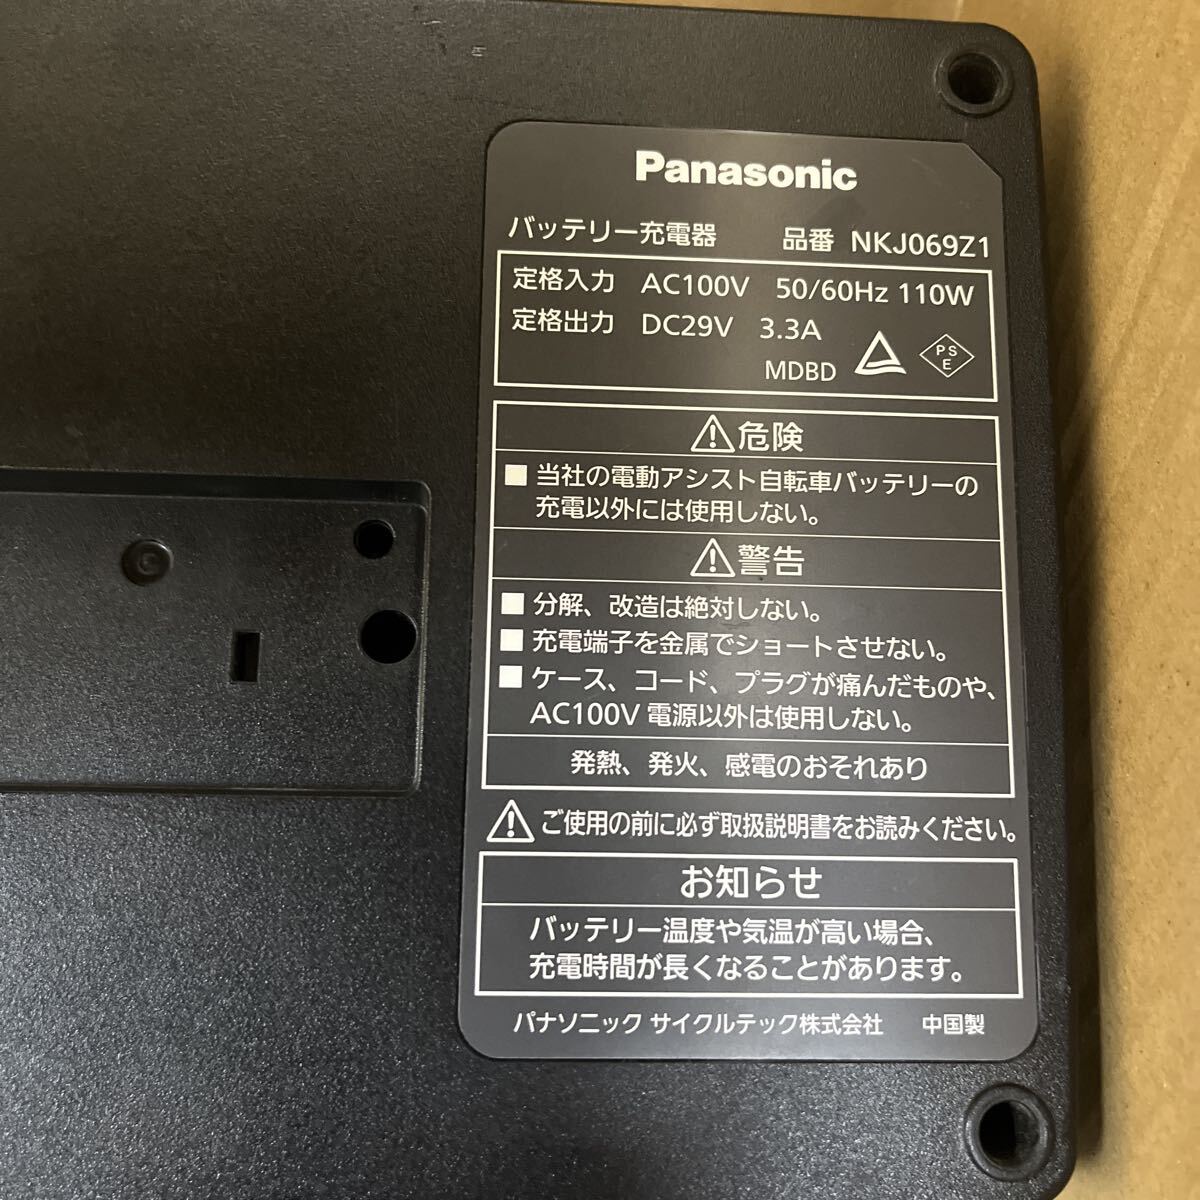 Panasonic
バッテリー充電器 品番 NKJ069Z1
定格入力 AC100V 50/60Hz 110W
定格出力 DC29V 3.3A
MDBD PS E
⚠危険
■当社の電動アシスト自転車バッテリーの
充電以外には使用しない。
⚠警告
■分解、改造は絶対しない。
■充電端子を金属でショートさせない。
■ケース、コード、プラグが痛んだものや、
AC100V 電源以外は使用しない。
発熱、発火、感電のおそれあり
⚠ご使用の前に必ず取扱説明書をお読みください。
お知らせ
バッテリー温度や気温が高い場合、
充電時間が長くなることがあります。
パナソニック サイクルテック株式会社 中国製